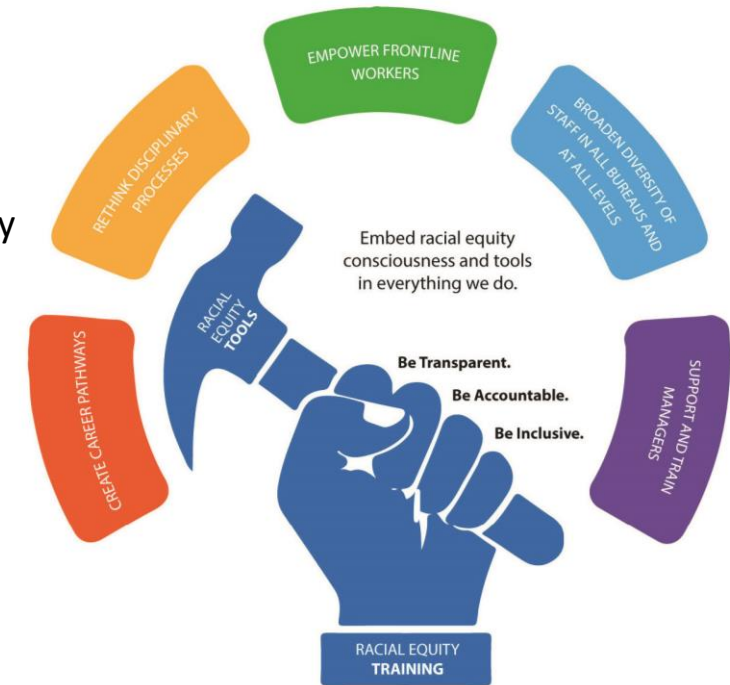 EMPOWER FRONTLINE
WORKERS
RETHINK DISCIPLINARY
PROCESSES
BROADEN DIVERSITY OF
STAFF IN ALL BUREAUS AND
AT ALL LEVELS
y
Embed racial equity
consciousness and tools
in everything we do.
RACIAL
EQUITY
TOOLS
CREATE CAREER PATHWAYS
Be Transparent.
Be Accountable.
Be Inclusive.
SUPPORT AND TRAIN
MANAGERS
RACIAL EQUITY
TRAINING